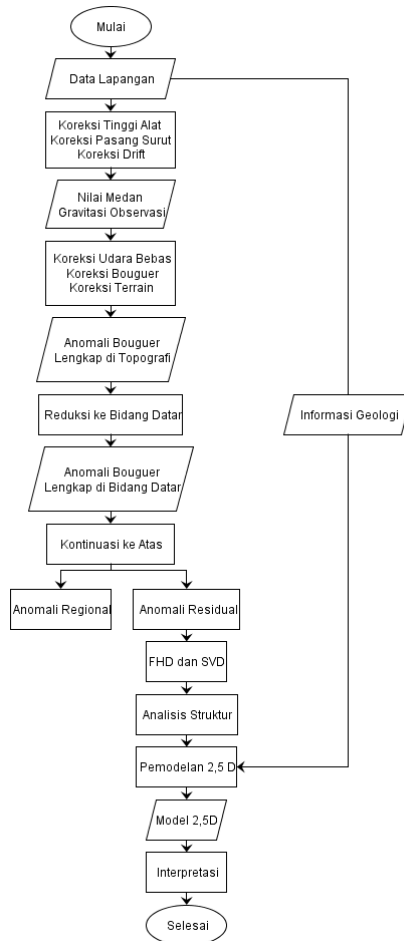 Mulai
Data Lapangan
Koreksi Tinggi Alat
Koreksi Pasang Surut
Koreksi Drift
Nilai Medan
Gravitasi Observasi
Koreksi Udara Bebas
Koreksi Bouguer
Koreksi Terrain
Anomali Bouguer
Lengkap di Topografi
Reduksi ke Bidang Datar
Informasi Geologi
Anomali Bouguer
Lengkap di Bidang Datar
Kontinuasi ke Atas
Anomali Regional
Anomali Residual
FHD dan SVD
Analisis Struktur
Pemodelan 2,5 D
Model 2,5D
Interpretasi
Selesai